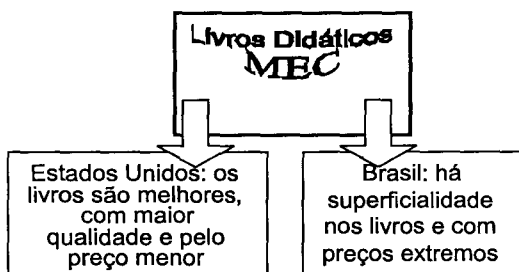 Livros Didáticos
MEC
Estados Unidos: os
livros são melhores,
com maior
qualidade e pelo
preço menor
Brasil: há
superficialidade
nos livros e com
preços extremos